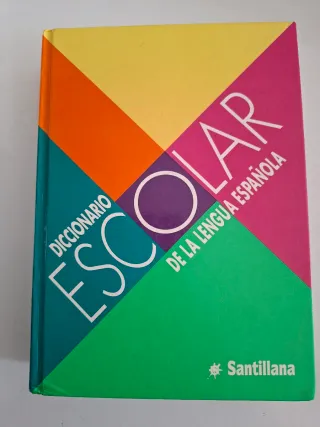 DICCIONARIO
ESCOLAR
DE LA LENGUA ESPAÑOLA
Santillana